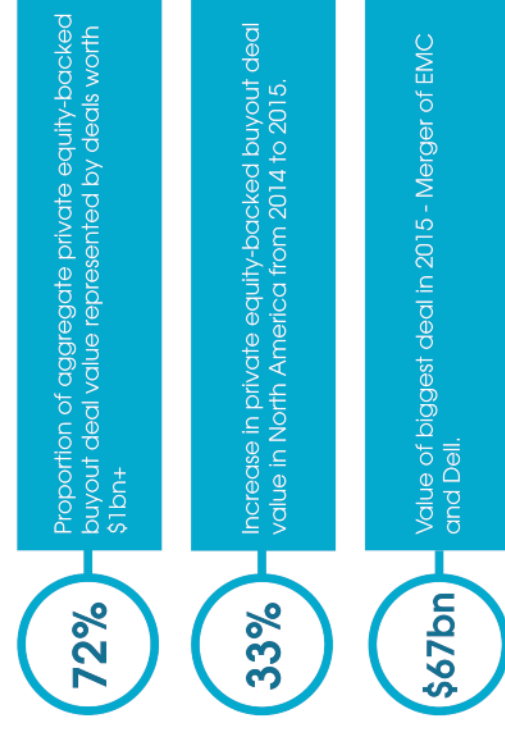 72%
Proportion of aggregate private equity-backed
buyout deal value represented by deals worth
$1bn+
33%
Increase in private equity-backed buyout deal
value in North America from 2014 to 2015.
$67bn
Value of biggest deal in 2015 - Merger of EMC
and Dell.